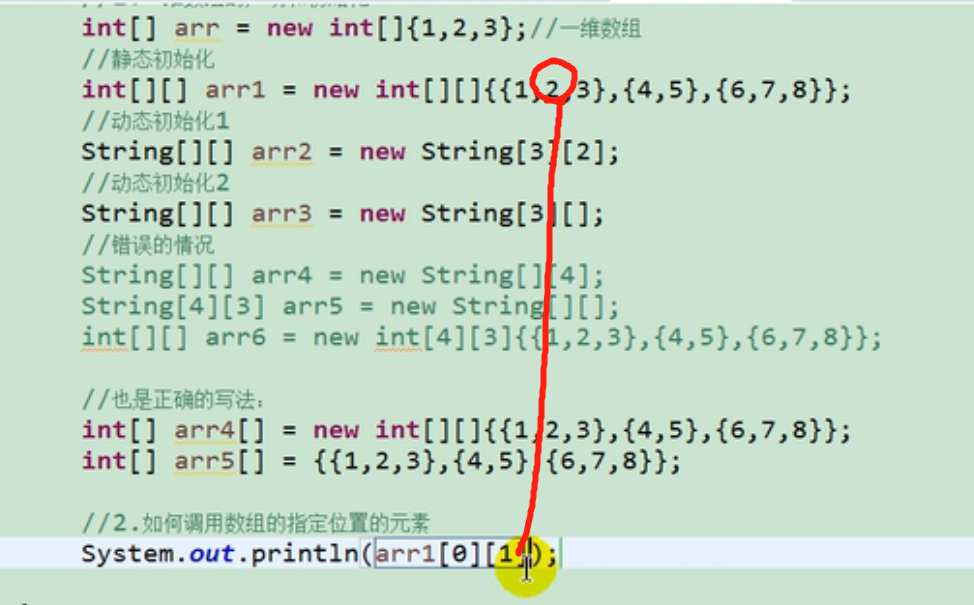 int[] arr = new int[]{1,2,3};//一维数组
//静态初始化
int[][] arr1 = new int[][]{{1,2,3},{4,5},{6,7,8}};
//动态初始化1
String[][] arr2 = new String[3][2];
//动态初始化2
String[][] arr3 = new String[3][];
//错误的情况
String[][] arr4 = new String[][4];
String[4][3] arr5 = new String[][];
int[][] arr6 = new int[4][3]{{1,2,3},{4,5},{6,7,8}};
//也是正确的写法：
int[] arr4[] = new int[][]{{1,2,3},{4,5},{6,7,8}};
int[] arr5[] = {{1,2,3},{4,5},{6,7,8}};
//2.如何调用数组的指定位置的元素
System.out.println(arr1[0][1]);